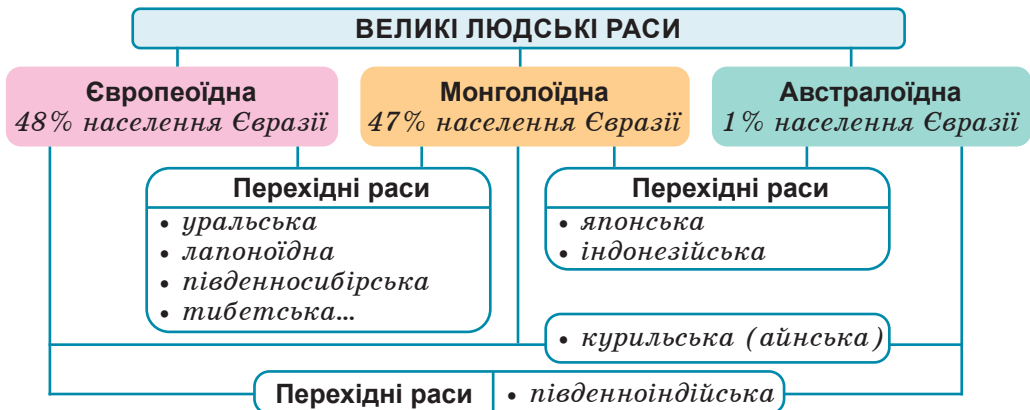 ВЕЛИКІ ЛЮДСЬКІ РАСИ
Європеоїдна
48% населення Євразії
Монголоїдна
47% населення Євразії
Австралоїдна
1% населення Євразії
Перехідні раси
• уральська
• лапоноїдна
• південносибірська
• тибетська...
Перехідні раси
• японська
• індонезійська
• курильська (айнська)
Перехідні раси
• південноіндійська